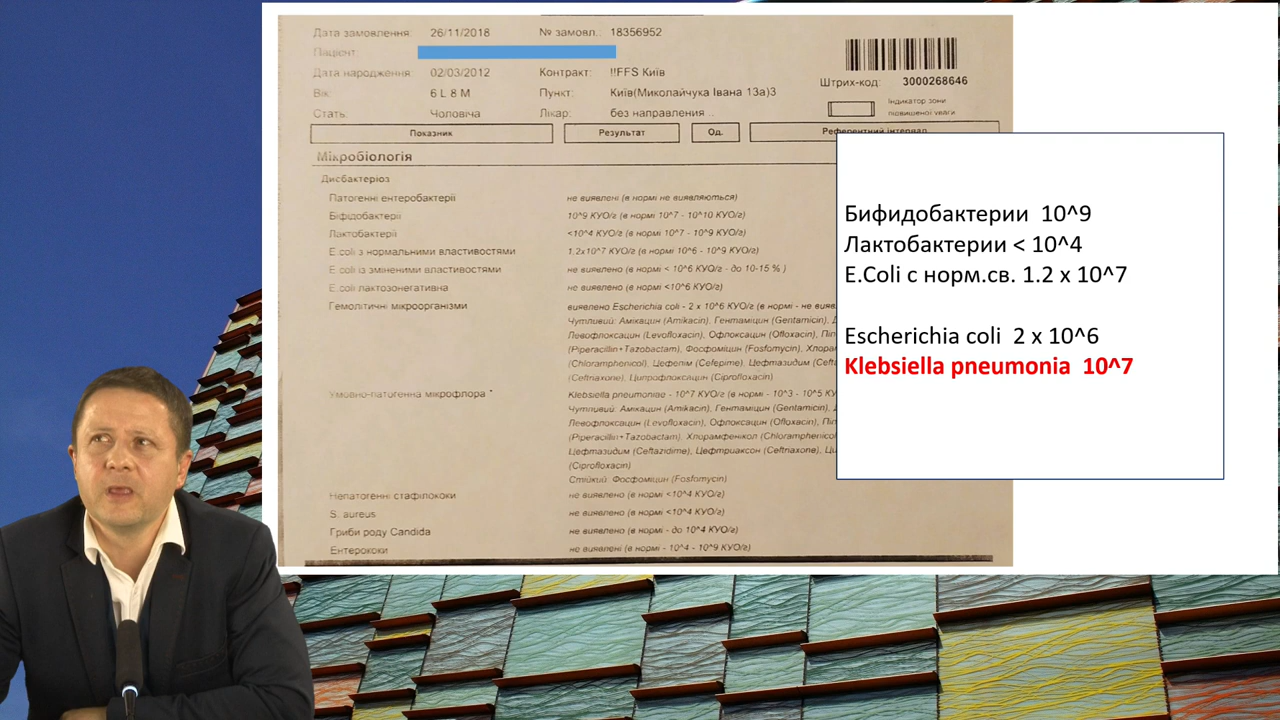 Дата замовлення: 26/11/2018 № замовл.: 18356952
Пацієнт:
Дата народження: 02/03/2012 Контракт: !!FFS Київ
Вік: 6 L 8 M Пункт: Київ(Миколайчука Івана 13а)3
Стать: Чоловіча Лікар: без направления ..
Штрих-код: 3000268646
Індикатор зони
підвищеної уваги
Показник Результат Од. Референтний інтервал
Мікробіологія
Дисбактеріоз
Патогенні ентеробактерії не виявлені (в нормі не виявляються)
Біфідобактерії 10^9 КУО/г (в нормі 10^7 - 10^10 КУО/г)
Лактобактерії <10^4 КУО/г (в нормі 10^7 - 10^9 КУО/г)
E.coli з нормальними властивостями 1,2х10^7 КУО/г (в нормі 10^6 - 10^9 КУО/г)
E.coli із зміненими властивостями не виявлено (в нормі < 10^6 КУО/г - до 10-15 % )
E.coli лактозонегативна не виявлено (в нормі <10^6 КУО/г)
Гемолітичні мікроорганізми виявлено Escherichia coli - 2 х 10^6 КУО/г (в нормі - не
Чутливий: Амікацин (Amikacin), Гентаміцин (Gentamicin),
Левофлоксацин (Levofloxacin), Офлоксацин (Ofloxacin),
(Piperacillin+Tazobactam), Фосфоміцин (Fosfomycin),
(Chloramphenicol), Цефепім (Cefepime), Цефтазидим
(Ceftriaxone), Ципрофлоксацин (Ciprofloxacin)
Умовно-патогенна мікрофлора Klebsiella pneumoniae - 10^7 КУО/г (в нормі - 10^3 - 10^5
Чутливий: Амікацин (Amikacin), Гентаміцин (Gentamicin),
Левофлоксацин (Levofloxacin), Офлоксацин (Ofloxacin),
(Piperacillin+Tazobactam), Хлорамфенікол
Цефтазидим (Ceftazidime), Цефтриаксон (Ceftriaxone),
(Ciprofloxacin)
Стійкий: Фосфоміцин (Fosfomycin)
Непатогенні стафілококи не виявлено (в нормі <10^4 КУО/г)
S. aureus не виявлено (в нормі <10^4 КУО/г)
Гриби роду Candida не виявлено (в нормі - до 10^4 КУО/г)
Ентерококи не виявлені (в нормі - 10^4 - 10^9 КУО/г)
Бифидобактерии 10^9
Лактобактерии < 10^4
E.Coli с норм.св. 1.2 x 10^7
Escherichia coli 2 x 10^6
Klebsiella pneumonia 10^7